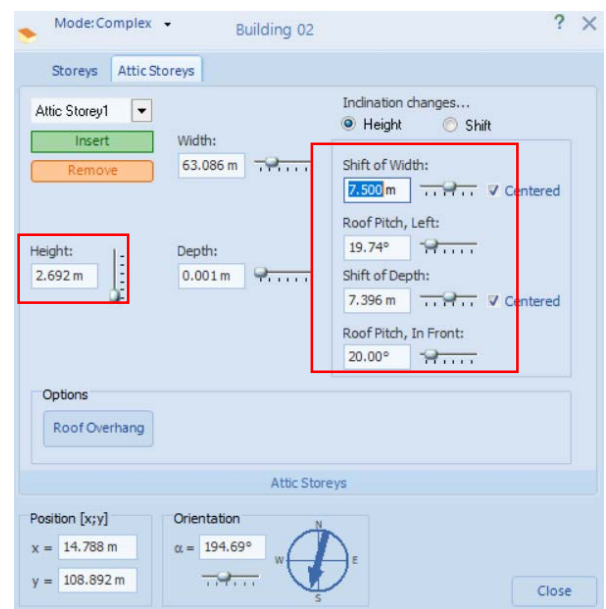 Mode:Complex Building 02 ?
Storeys Attic Storeys
Attic Storey1
Insert
Remove
Width:
63.086 m
Inclination changes...
Height Shift
Shift of Width:
7.500 m Centered
Roof Pitch, Left:
19.74°
Height:
2.692 m
Depth:
0.001 m
Shift of Depth:
7.396 m Centered
Roof Pitch, In Front:
20.00°
Options
Roof Overhang
Attic Storeys
Position [x;y]
x = 14.788 m
y = 108.892 m
Orientation
α = 194.69°
N
W E
S
Close